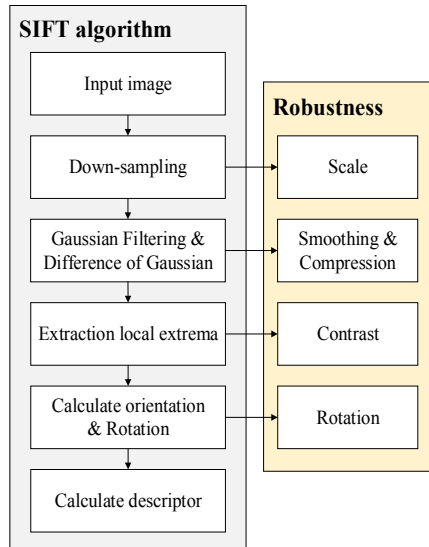 SIFT algorithm
Input image
Down-sampling
Gaussian Filtering &
Difference of Gaussian
Extraction local extrema
Calculate orientation
& Rotation
Calculate descriptor
Robustness
Scale
Smoothing &
Compression
Contrast
Rotation